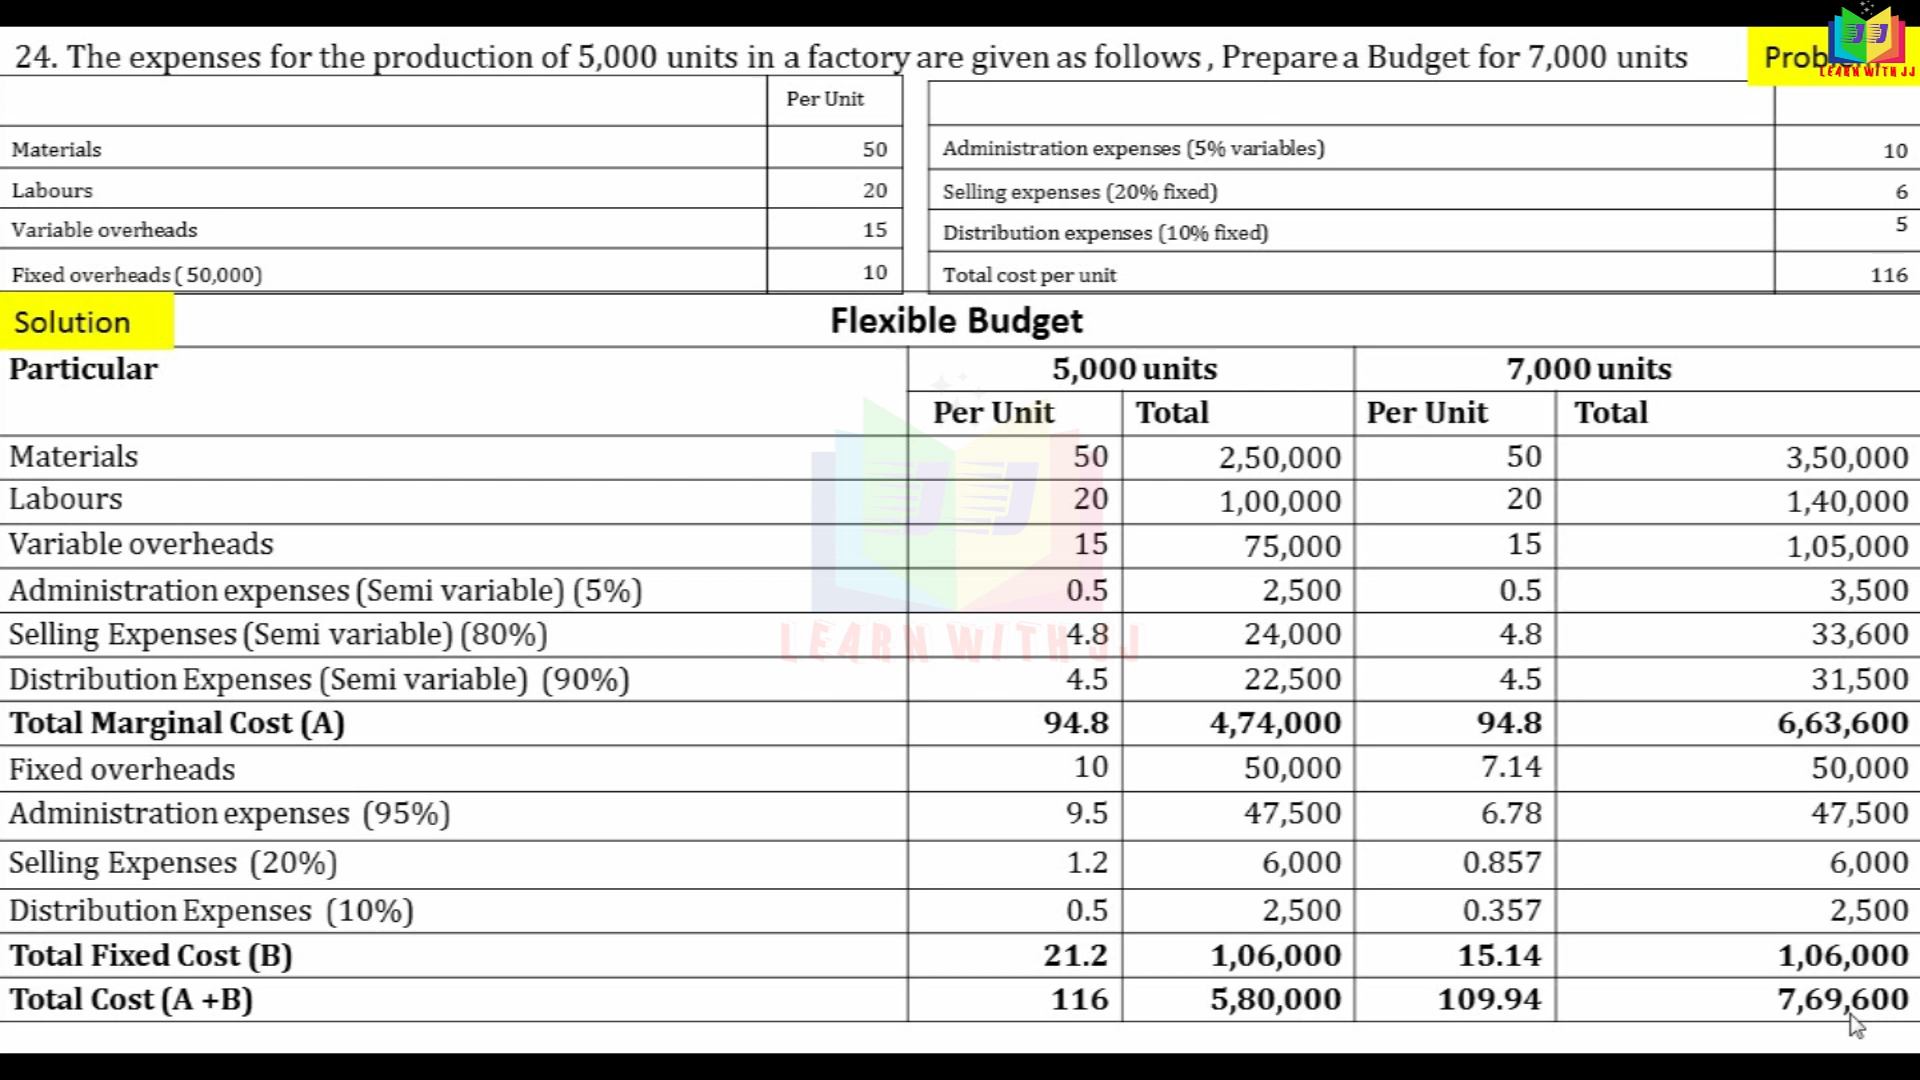 24. The expenses for the production of 5,000 units in a factory are given as follows , Prepare a Budget for 7,000 units
LEARN WITH JJ
Per Unit
Materials 50
Labours 20
Variable overheads 15
Fixed overheads ( 50,000) 10
Administration expenses (5% variables) 10
Selling expenses (20% fixed) 6
Distribution expenses (10% fixed) 5
Total cost per unit 116
Solution
Flexible Budget
Particular 5,000 units 7,000 units
Per Unit Total Per Unit Total
Materials 50 2,50,000 50 3,50,000
Labours 20 1,00,000 20 1,40,000
Variable overheads 15 75,000 15 1,05,000
Administration expenses (Semi variable) (5%) 0.5 2,500 0.5 3,500
Selling Expenses (Semi variable) (80%) 4.8 24,000 4.8 33,600
Distribution Expenses (Semi variable) (90%) 4.5 22,500 4.5 31,500
Total Marginal Cost (A) 94.8 4,74,000 94.8 6,63,600
Fixed overheads 10 50,000 7.14 50,000
Administration expenses (95%) 9.5 47,500 6.78 47,500
Selling Expenses (20%) 1.2 6,000 0.857 6,000
Distribution Expenses (10%) 0.5 2,500 0.357 2,500
Total Fixed Cost (B) 21.2 1,06,000 15.14 1,06,000
Total Cost (A +B) 116 5,80,000 109.94 7,69,600
JJ
LEARN WITH JJ